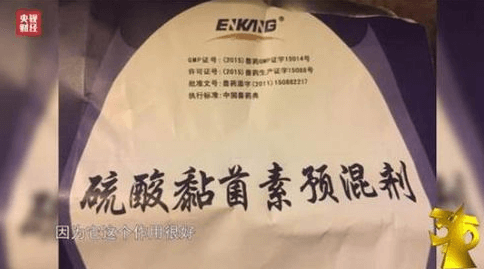 央视财经
ENKANG®
GMP证号：(2015)兽药GMP证字15014号
许可证号：(2015)兽药生产证字15088号
批准文号：兽药添字(2011)150882217
执行标准：中国兽药典
硫酸黏菌素预混剂
因为它这个作用很好
315